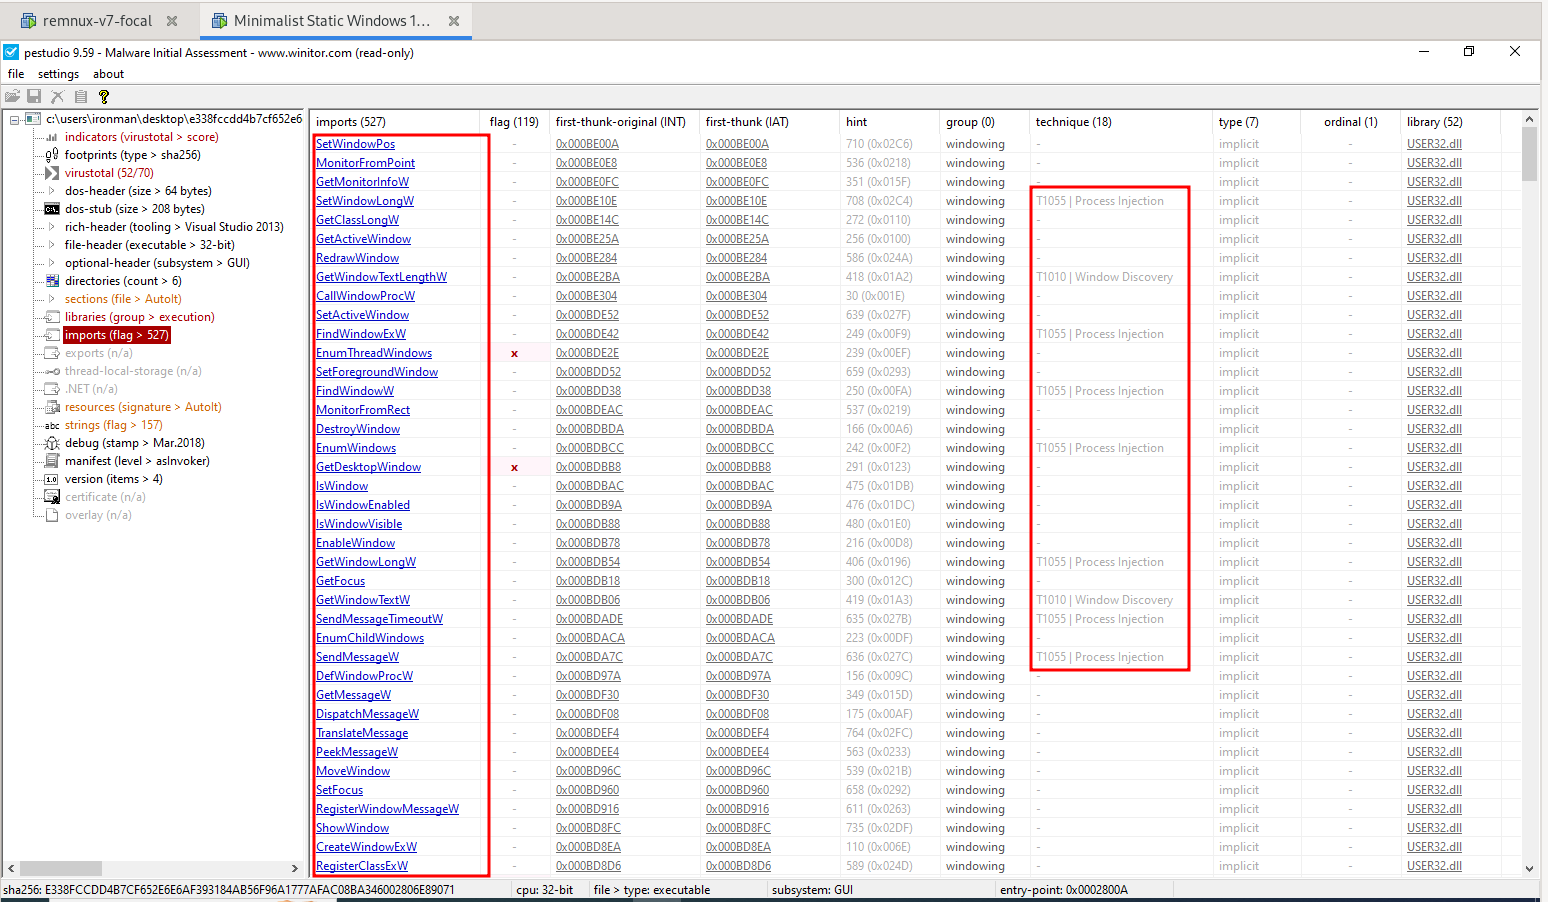 remnux-v7-focal
Minimalist Static Windows 1...
pestudio 9.59 - Malware Initial Assessment - www.winitor.com (read-only)
file settings about
c:\users\ironman\desktop\e338fccdd4b7cf652e6
indicators (virustotal > score)
footprints (type > sha256)
virustotal (52/70)
dos-header (size > 64 bytes)
dos-stub (size > 208 bytes)
rich-header (tooling > Visual Studio 2013)
file-header (executable > 32-bit)
optional-header (subsystem > GUI)
directories (count > 6)
sections (file > AutoIt)
libraries (group > execution)
imports (flag > 527)
exports (n/a)
thread-local-storage (n/a)
.NET (n/a)
resources (signature > AutoIt)
abc strings (flag > 157)
debug (stamp > Mar.2018)
manifest (level > asInvoker)
1.0 version (items > 4)
certificate (n/a)
overlay (n/a)
imports (527) flag (119) first-thunk-original (INT) first-thunk (IAT) hint group (0) technique (18) type (7) ordinal (1) library (52)
SetWindowPos - 0x000BE00A 0x000BE00A 710 (0x02C6) windowing - implicit - USER32.dll
MonitorFromPoint - 0x000BE0E8 0x000BE0E8 536 (0x0218) windowing - implicit - USER32.dll
GetMonitorInfoW - 0x000BE0FC 0x000BE0FC 351 (0x015F) windowing - implicit - USER32.dll
SetWindowLongW - 0x000BE10E 0x000BE10E 708 (0x02C4) windowing T1055 | Process Injection implicit - USER32.dll
GetClassLongW - 0x000BE14C 0x000BE14C 272 (0x0110) windowing - implicit - USER32.dll
GetActiveWindow - 0x000BE25A 0x000BE25A 256 (0x0100) windowing - implicit - USER32.dll
RedrawWindow - 0x000BE284 0x000BE284 586 (0x024A) windowing - implicit - USER32.dll
GetWindowTextLengthW - 0x000BE2BA 0x000BE2BA 418 (0x01A2) windowing T1010 | Window Discovery implicit - USER32.dll
CallWindowProcW - 0x000BE304 0x000BE304 30 (0x001E) windowing - implicit - USER32.dll
SetActiveWindow - 0x000BDE52 0x000BDE52 639 (0x027F) windowing - implicit - USER32.dll
FindWindowExW - 0x000BDE42 0x000BDE42 249 (0x00F9) windowing T1055 | Process Injection implicit - USER32.dll
EnumThreadWindows x 0x000BDE2E 0x000BDE2E 239 (0x00EF) windowing - implicit - USER32.dll
SetForegroundWindow - 0x000BDD52 0x000BDD52 659 (0x0293) windowing - implicit - USER32.dll
FindWindowW - 0x000BDD38 0x000BDD38 250 (0x00FA) windowing T1055 | Process Injection implicit - USER32.dll
MonitorFromRect - 0x000BDEAC 0x000BDEAC 537 (0x0219) windowing - implicit - USER32.dll
DestroyWindow - 0x000BDBDA 0x000BDBDA 166 (0x00A6) windowing - implicit - USER32.dll
EnumWindows - 0x000BDBCC 0x000BDBCC 242 (0x00F2) windowing T1055 | Process Injection implicit - USER32.dll
GetDesktopWindow x 0x000BDBB8 0x000BDBB8 291 (0x0123) windowing - implicit - USER32.dll
IsWindow - 0x000BDBAC 0x000BDBAC 475 (0x01DB) windowing - implicit - USER32.dll
IsWindowEnabled - 0x000BDB9A 0x000BDB9A 476 (0x01DC) windowing - implicit - USER32.dll
IsWindowVisible - 0x000BDB88 0x000BDB88 480 (0x01E0) windowing - implicit - USER32.dll
EnableWindow - 0x000BDB78 0x000BDB78 216 (0x00D8) windowing - implicit - USER32.dll
GetWindowLongW - 0x000BDB54 0x000BDB54 406 (0x0196) windowing T1055 | Process Injection implicit - USER32.dll
GetFocus - 0x000BDB18 0x000BDB18 300 (0x012C) windowing - implicit - USER32.dll
GetWindowTextW - 0x000BDB06 0x000BDB06 419 (0x01A3) windowing T1010 | Window Discovery implicit - USER32.dll
SendMessageTimeoutW - 0x000BDADE 0x000BDADE 635 (0x027B) windowing T1055 | Process Injection implicit - USER32.dll
EnumChildWindows - 0x000BDACA 0x000BDACA 223 (0x00DF) windowing - implicit - USER32.dll
SendMessageW - 0x000BDA7C 0x000BDA7C 636 (0x027C) windowing T1055 | Process Injection implicit - USER32.dll
DefWindowProcW - 0x000BD97A 0x000BD97A 156 (0x009C) windowing - implicit - USER32.dll
GetMessageW - 0x000BDF30 0x000BDF30 349 (0x015D) windowing - implicit - USER32.dll
DispatchMessageW - 0x000BDF08 0x000BDF08 175 (0x00AF) windowing - implicit - USER32.dll
TranslateMessage - 0x000BDEF4 0x000BDEF4 764 (0x02FC) windowing - implicit - USER32.dll
PeekMessageW - 0x000BDEE4 0x000BDEE4 563 (0x0233) windowing - implicit - USER32.dll
MoveWindow - 0x000BD96C 0x000BD96C 539 (0x021B) windowing - implicit - USER32.dll
SetFocus - 0x000BD960 0x000BD960 658 (0x0292) windowing - implicit - USER32.dll
RegisterWindowMessageW - 0x000BD916 0x000BD916 611 (0x0263) windowing - implicit - USER32.dll
ShowWindow - 0x000BD8FC 0x000BD8FC 735 (0x02DF) windowing - implicit - USER32.dll
CreateWindowExW - 0x000BD8EA 0x000BD8EA 110 (0x006E) windowing - implicit - USER32.dll
RegisterClassExW - 0x000BD8D6 0x000BD8D6 589 (0x024D) windowing - implicit - USER32.dll
sha256: E338FCCDD4B7CF652E6E6AF393184AB56F96A1777AFAC08BA346002806E89071 cpu: 32-bit file > type: executable subsystem: GUI entry-point: 0x0002800A